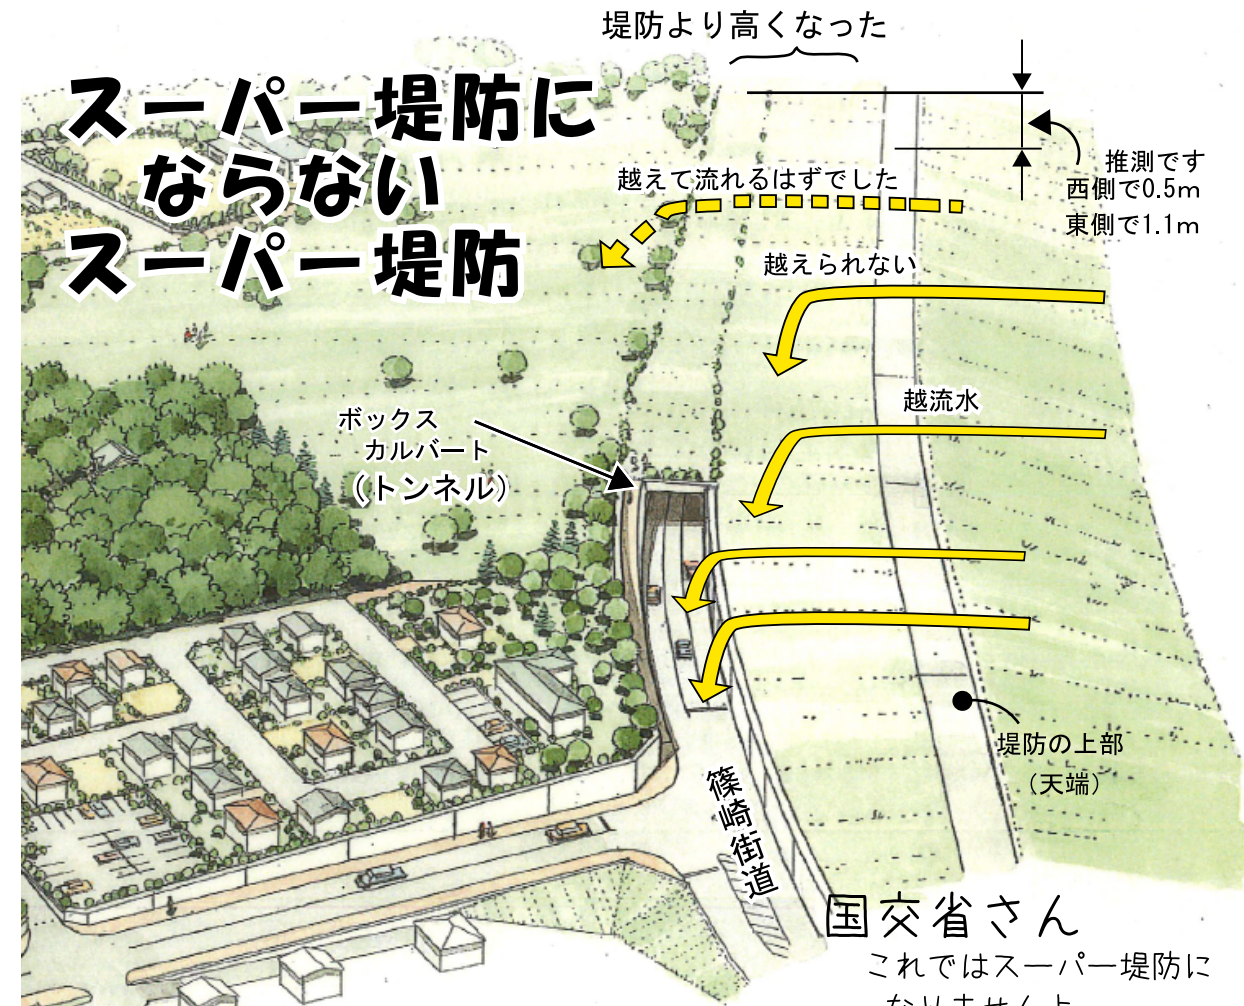 堤防より高くなった
スーパー堤防に
ならない
スーパー堤防
推測です
西側で0.5m
東側で1.1m
越えて流れるはずでした
越えられない
越流水
ボックス
カルバート
（トンネル）
堤防の上部
（天端）
篠崎街道
国交省さん
これではスーパー堤防に